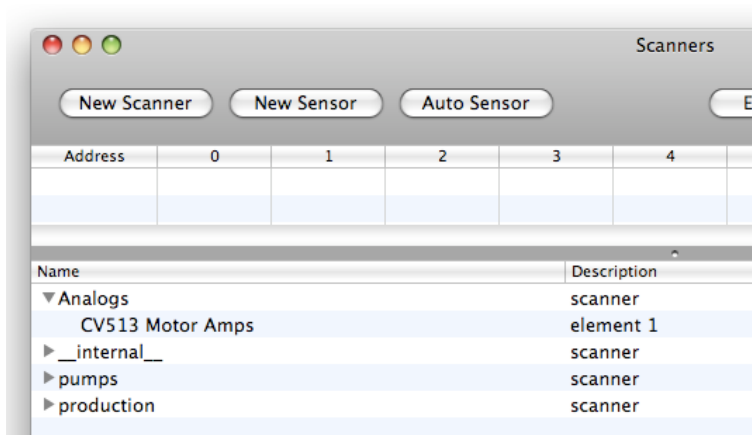 Scanners
New Scanner New Sensor Auto Sensor E
Address 0 1 2 3 4
Name Description
Analogs scanner
CV513 Motor Amps element 1
__internal__ scanner
pumps scanner
production scanner